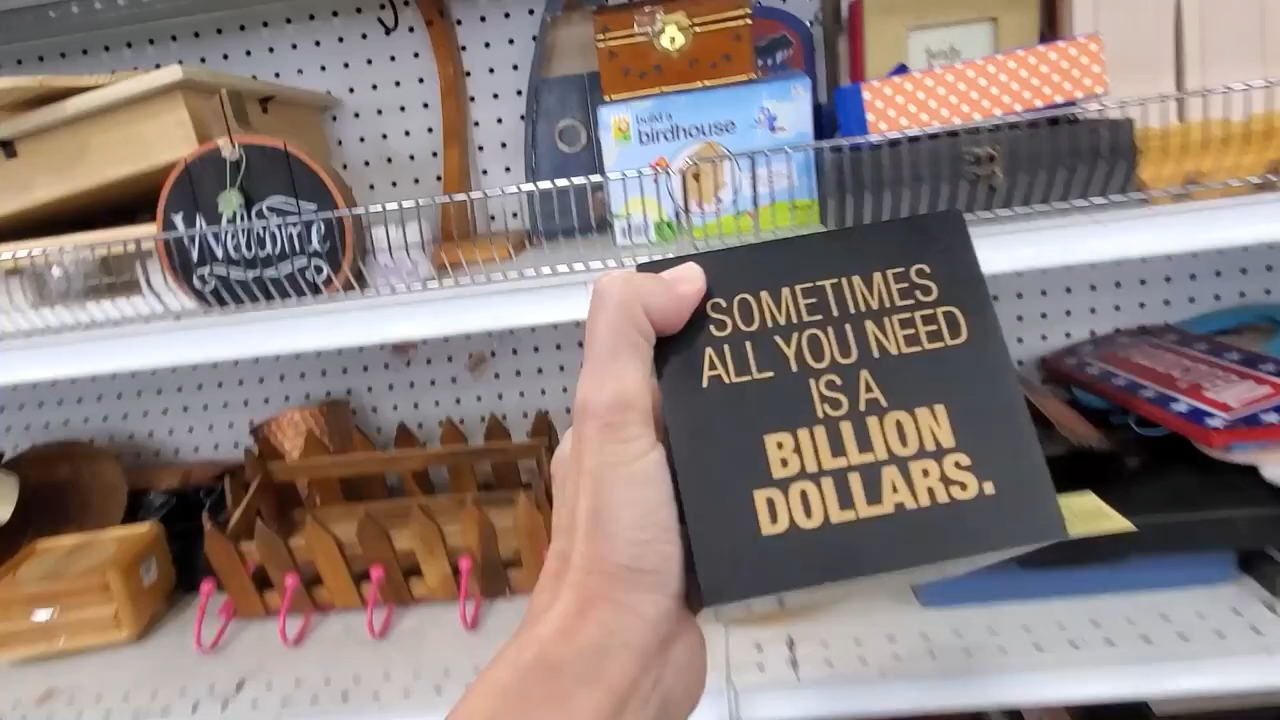 build a
birdhouse
Welcome
SOMETIMES
ALL YOU NEED
IS A
BILLION
DOLLARS.